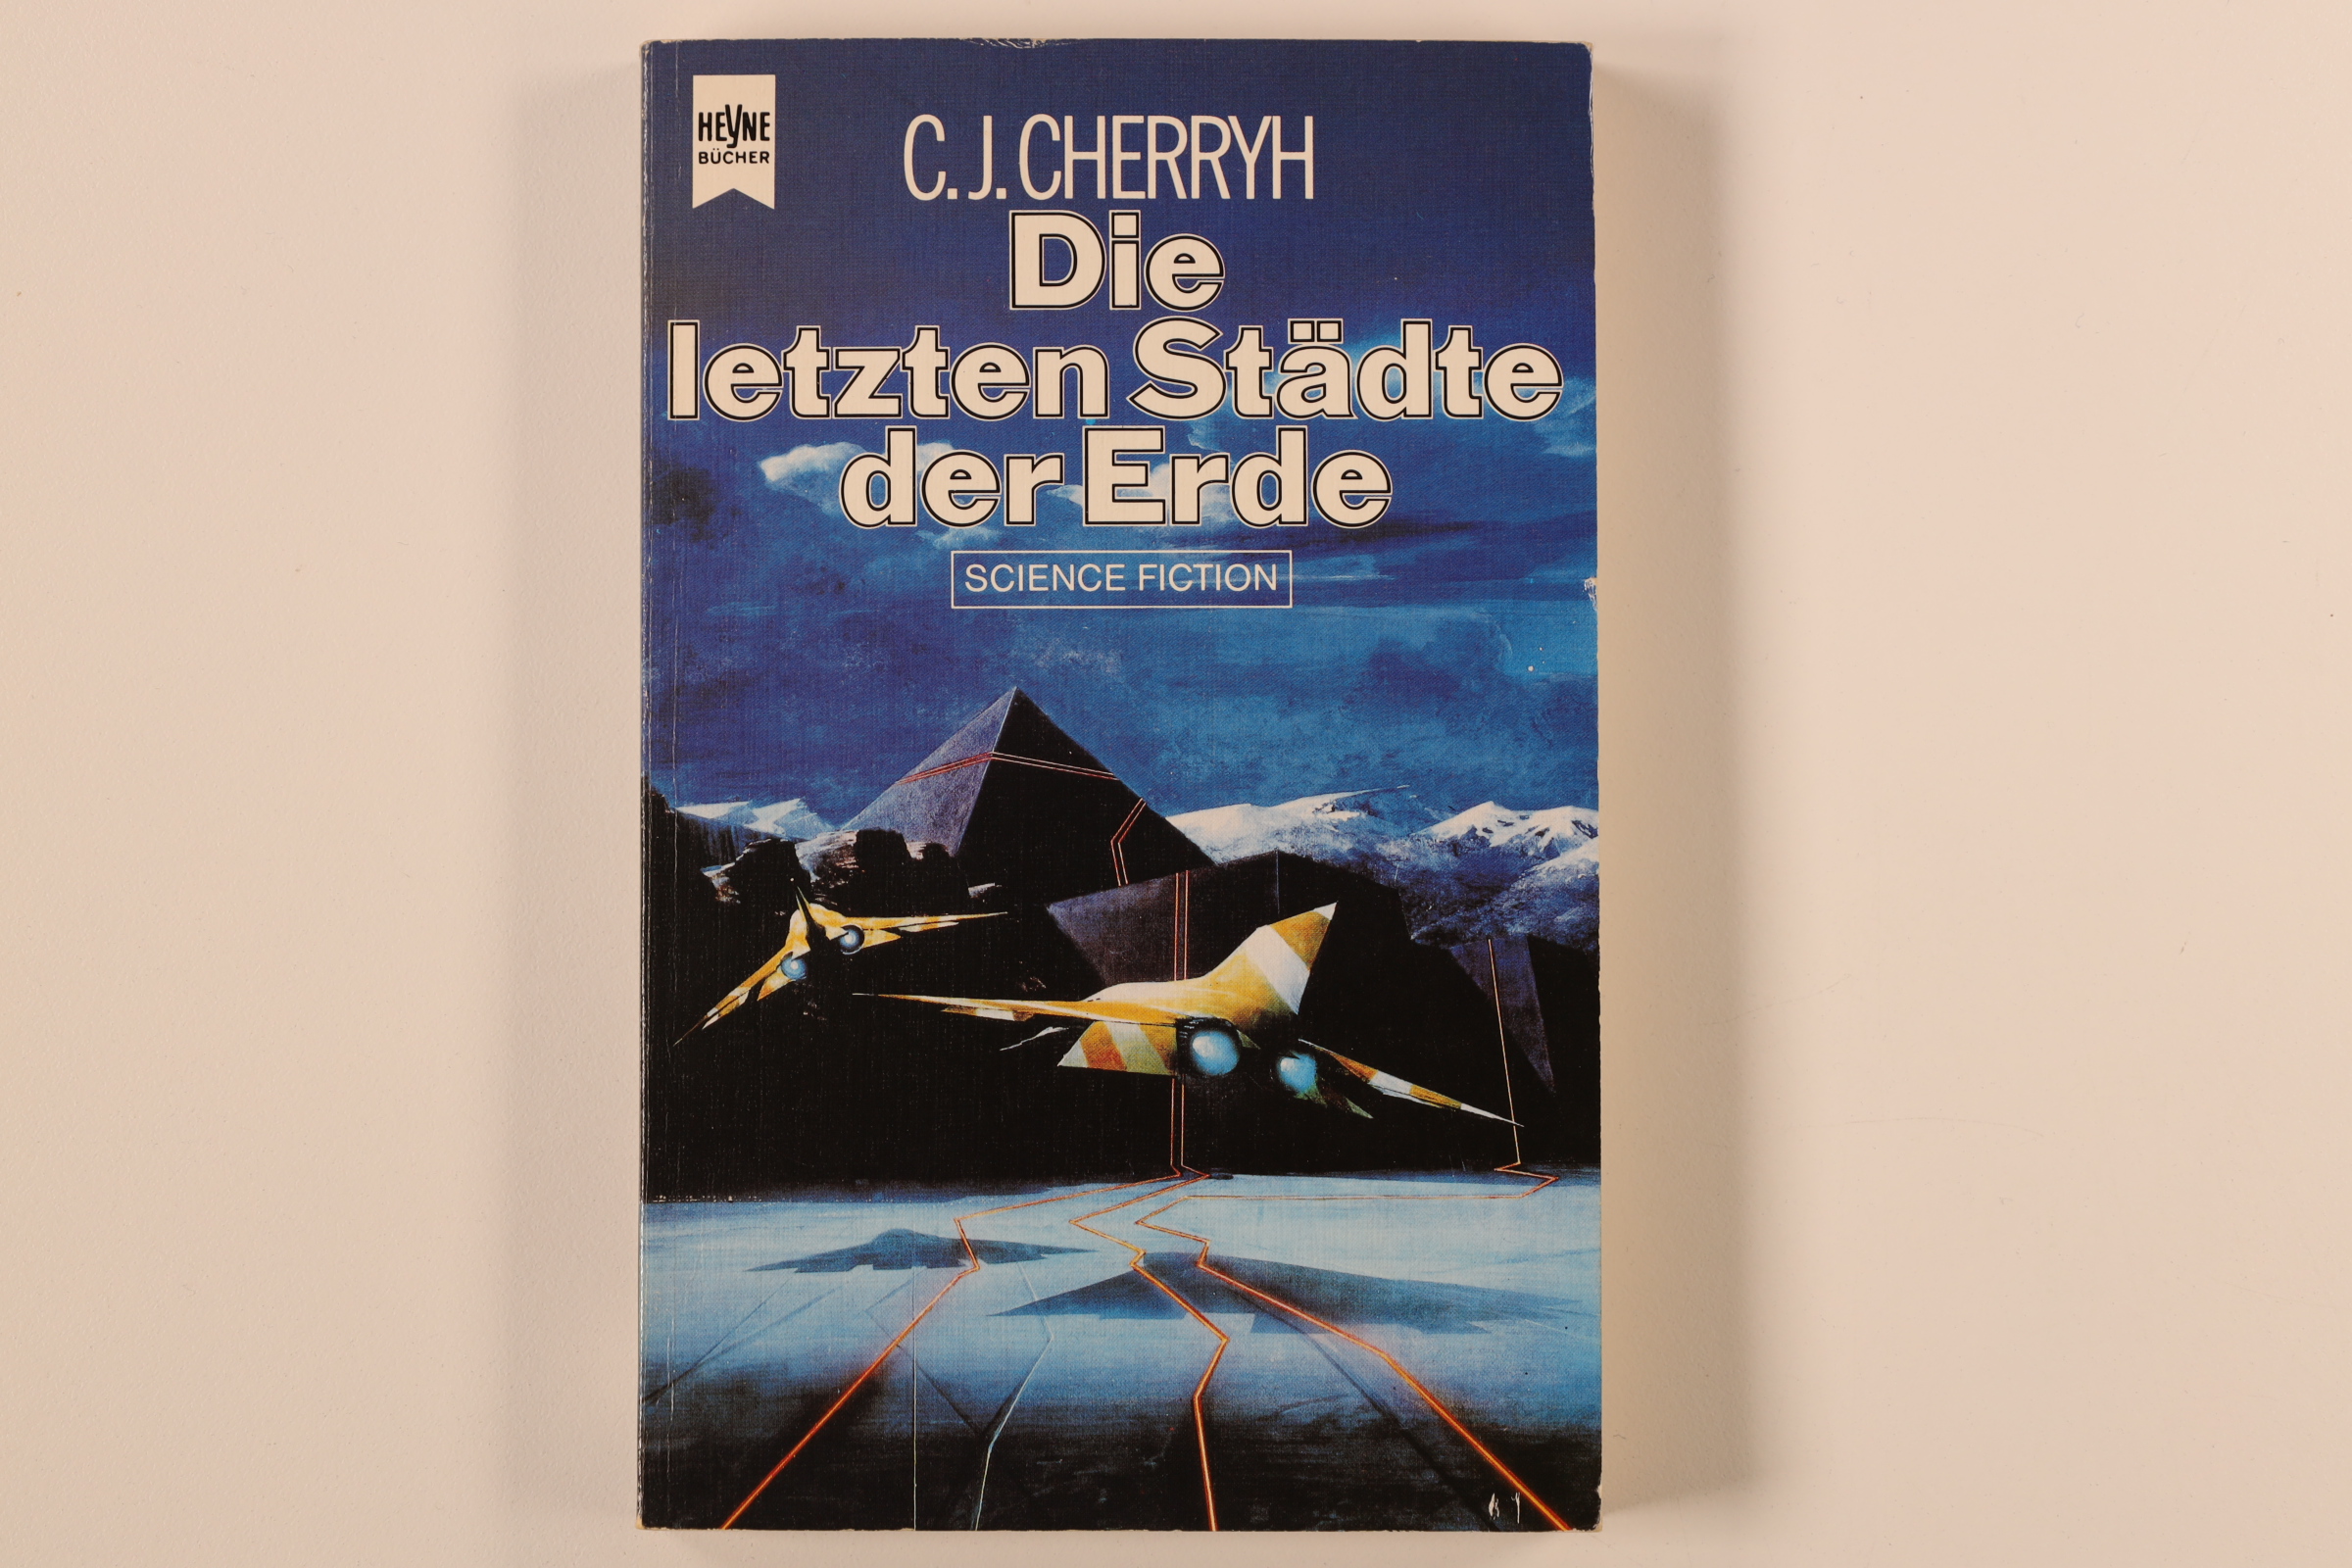 HEYNE
BÜCHER
C. J. CHERRYH
Die
letzten Städte
der Erde
SCIENCE FICTION